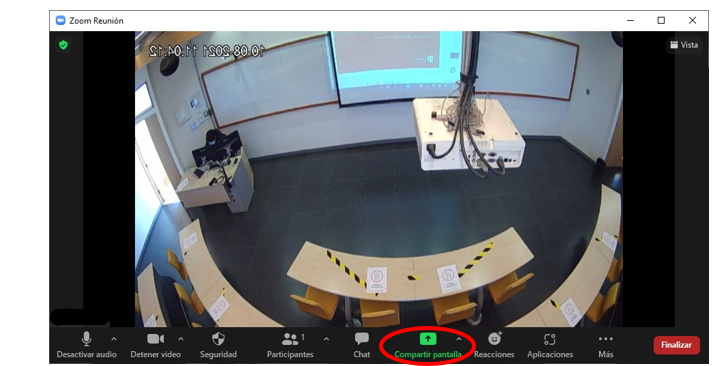 Zoom Reunión
10.08.2021 11:04:12
Vista
1
Desactivar audio
Detener video
Seguridad
Participantes
Chat
Compartir pantalla
Reacciones
Aplicaciones
Más
Finalizar